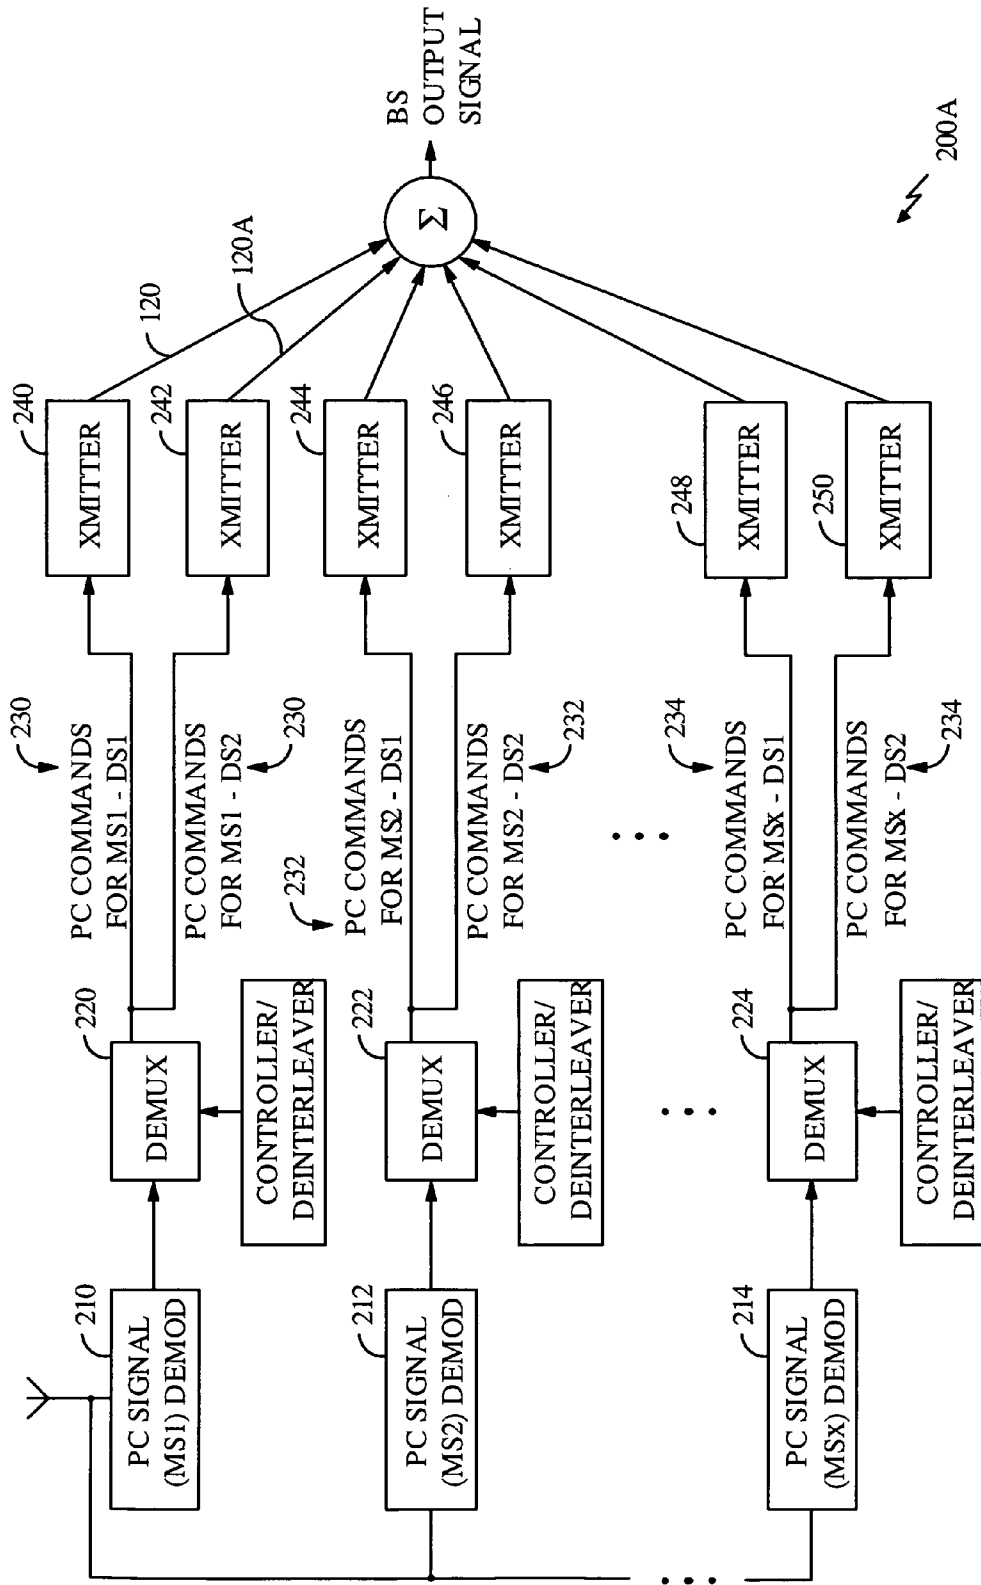 210
PC SIGNAL
(MS1) DEMOD
220
DEMUX
CONTROLLER/
DEINTERLEAVER
230
PC COMMANDS
FOR MS1 - DS1
PC COMMANDS
FOR MS1 - DS2
230
240
XMITTER
242
XMITTER
120
120A
212
PC SIGNAL
(MS2) DEMOD
222
DEMUX
CONTROLLER/
DEINTERLEAVER
232
PC COMMANDS
FOR MS2 - DS1
PC COMMANDS
FOR MS2 - DS2
232
244
XMITTER
246
XMITTER
Σ
BS
OUTPUT
SIGNAL
214
PC SIGNAL
(MSx) DEMOD
224
DEMUX
CONTROLLER/
DEINTERLEAVER
234
PC COMMANDS
FOR MSx - DS1
PC COMMANDS
FOR MSx - DS2
234
248
XMITTER
250
XMITTER
200A